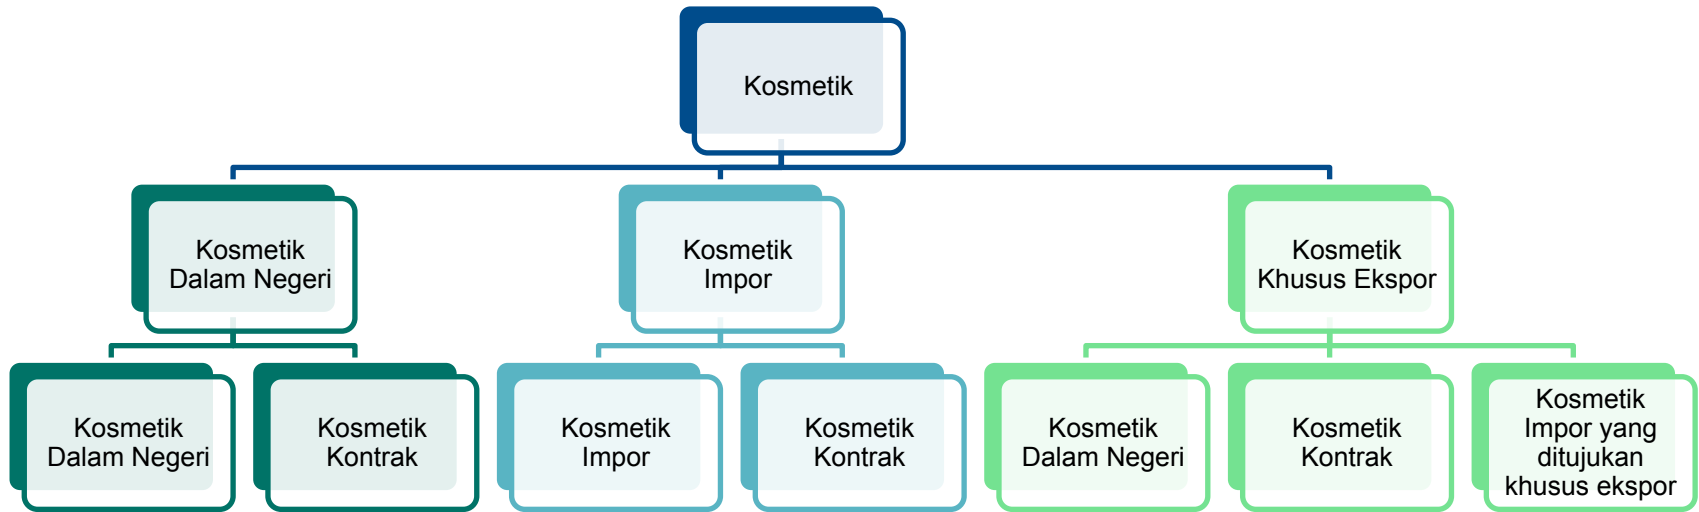 Kosmetik
Kosmetik
Dalam Negeri
Kosmetik
Impor
Kosmetik
Khusus Ekspor
Kosmetik
Dalam Negeri
Kosmetik
Kontrak
Kosmetik
Impor
Kosmetik
Kontrak
Kosmetik
Dalam Negeri
Kosmetik
Kontrak
Kosmetik
Impor yang
ditujukan
khusus ekspor